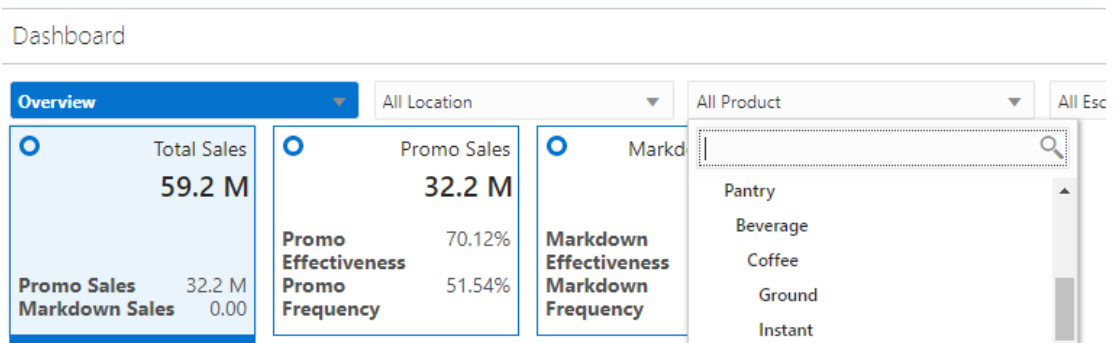 Dashboard
Overview
All Location
All Product
All Esc
Total Sales
59.2 M
Promo Sales 32.2 M
Markdown Sales 0.00
Promo Sales
32.2 M
Promo Effectiveness 70.12%
Promo Frequency 51.54%
Markd
Markdown
Effectiveness
Markdown
Frequency
Pantry
Beverage
Coffee
Ground
Instant